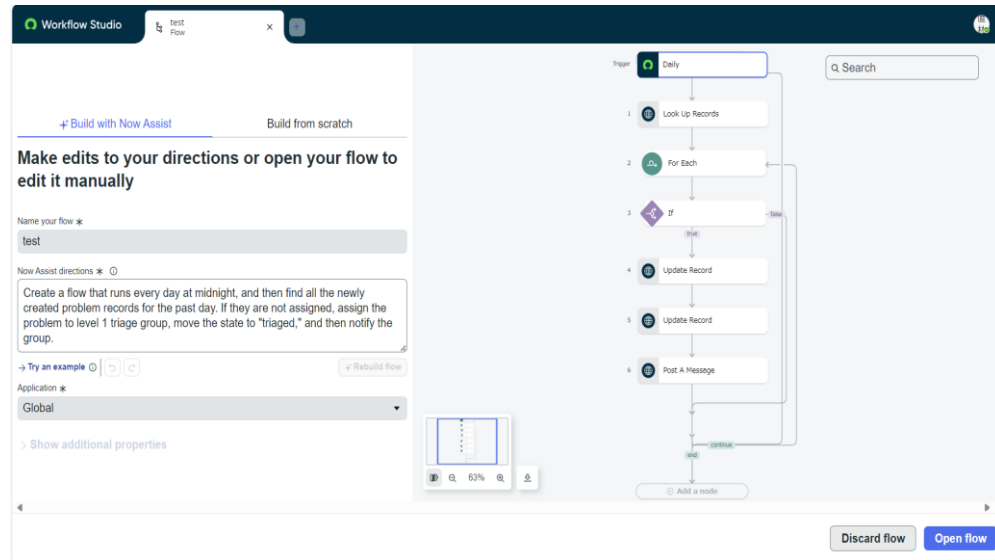 Workflow Studio
test
Flow
Build with Now Assist
Build from scratch
Make edits to your directions or open your flow to
edit it manually
Name your flow *
test
Now Assist directions *
Create a flow that runs every day at midnight, and then find all the newly
created problem records for the past day. If they are not assigned, assign the
problem to level 1 triage group, move the state to "triaged," and then notify the
group.
Try an example
Rebuild flow
Application *
Global
Show additional properties
Trigger
Daily
Search
1
Look Up Records
2
For Each
3
If
false
true
4
Update Record
5
Update Record
6
Post A Message
continue
end
63%
Add a node
Discard flow
Open flow